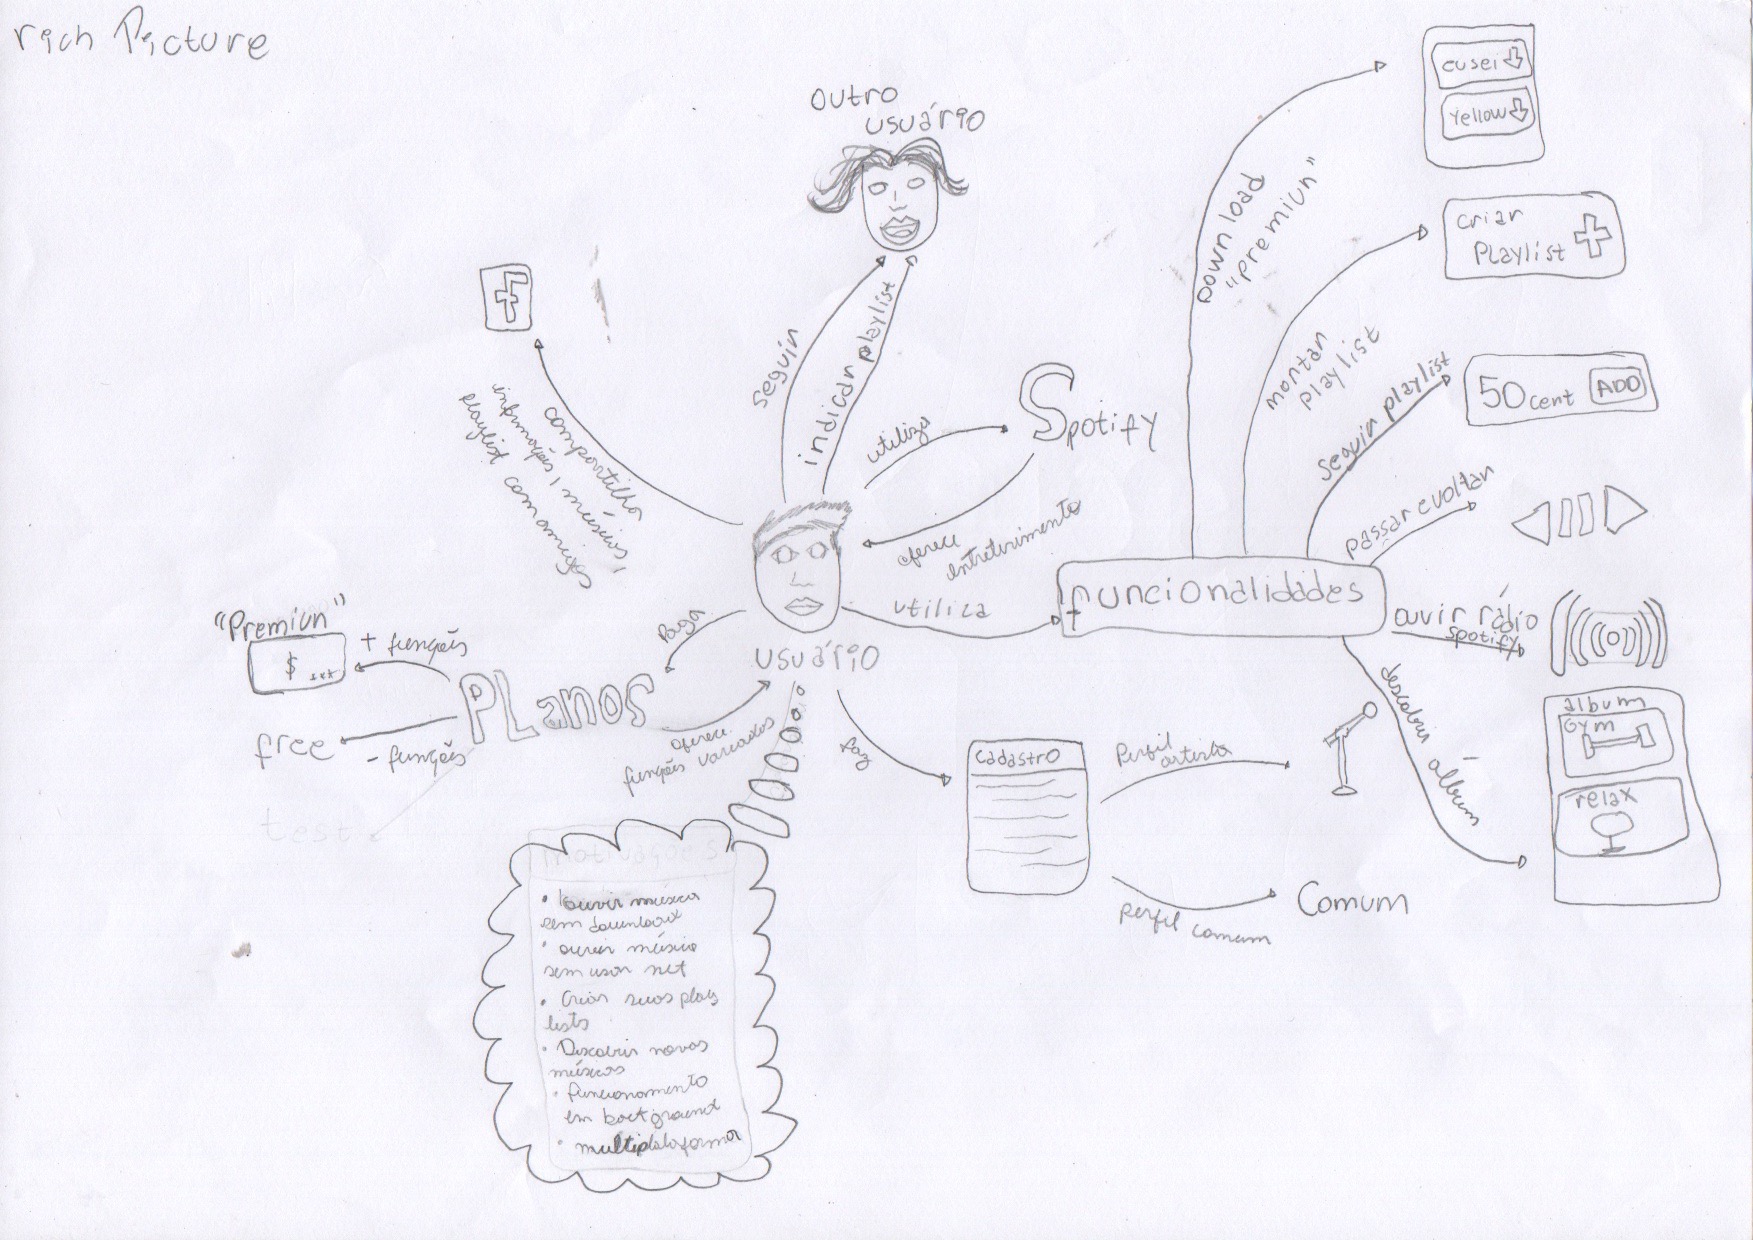 rich Picture
outro
usuário
cusei
Yellow
Download
"premiun"
criar
Playlist
montar
playlist
seguir playlist
50 cent ADD
passar e voltar
funcionalidades
ouvir rádio
spotify
descobrir álbum
album
Gym
relax
f
compartilha
informações, músicas,
playlist com amigos
seguir
indicar playlist
utiliza
Spotify
oferece
entreterimento
utiliza
usuário
paga
Planos
"Premiun"
$ ...
+ funções
free
- funções
test
oferece
funções variadas
faz
cadastro
Perfil
artista
perfil comum
Comum
motivações
• ouvir música
sem download
• ouvir música
sem usar net
• Criar suas play
lists
• Descobrir novas
músicas
• funcionamento
em background
• multiplataforma